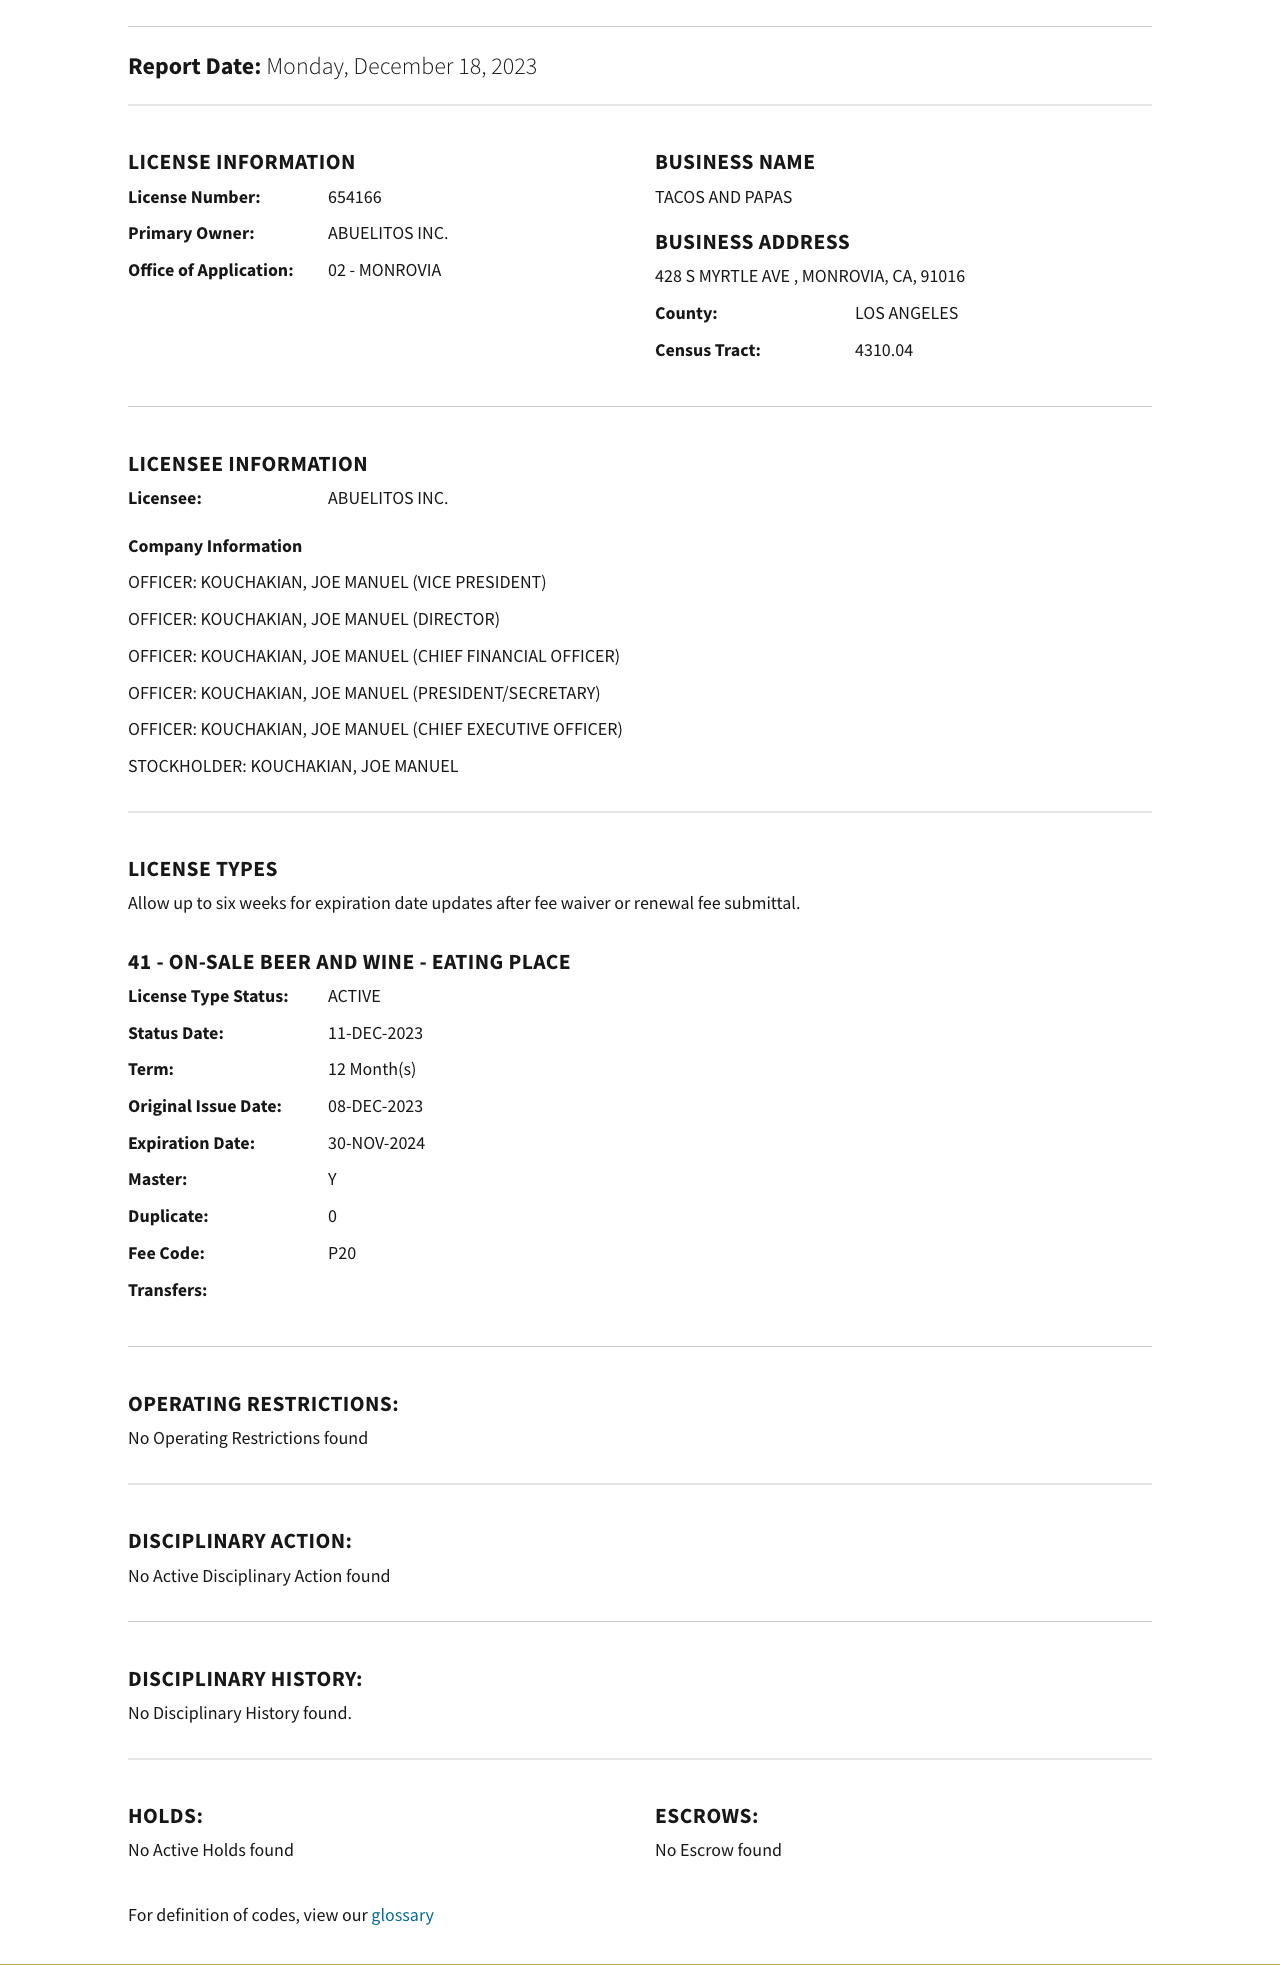 Report Date: Monday, December 18, 2023
LICENSE INFORMATION
License Number: 654166
Primary Owner: ABUELITOS INC.
Office of Application: 02 - MONROVIA
BUSINESS NAME
TACOS AND PAPAS
BUSINESS ADDRESS
428 S MYRTLE AVE , MONROVIA, CA, 91016
County: LOS ANGELES
Census Tract: 4310.04
LICENSEE INFORMATION
Licensee: ABUELITOS INC.
Company Information
OFFICER: KOUCHAKIAN, JOE MANUEL (VICE PRESIDENT)
OFFICER: KOUCHAKIAN, JOE MANUEL (DIRECTOR)
OFFICER: KOUCHAKIAN, JOE MANUEL (CHIEF FINANCIAL OFFICER)
OFFICER: KOUCHAKIAN, JOE MANUEL (PRESIDENT/SECRETARY)
OFFICER: KOUCHAKIAN, JOE MANUEL (CHIEF EXECUTIVE OFFICER)
STOCKHOLDER: KOUCHAKIAN, JOE MANUEL
LICENSE TYPES
Allow up to six weeks for expiration date updates after fee waiver or renewal fee submittal.
41 - ON-SALE BEER AND WINE - EATING PLACE
License Type Status: ACTIVE
Status Date: 11-DEC-2023
Term: 12 Month(s)
Original Issue Date: 08-DEC-2023
Expiration Date: 30-NOV-2024
Master: Y
Duplicate: 0
Fee Code: P20
Transfers:
OPERATING RESTRICTIONS:
No Operating Restrictions found
DISCIPLINARY ACTION:
No Active Disciplinary Action found
DISCIPLINARY HISTORY:
No Disciplinary History found.
HOLDS:
No Active Holds found
ESCROWS:
No Escrow found
For definition of codes, view our glossary